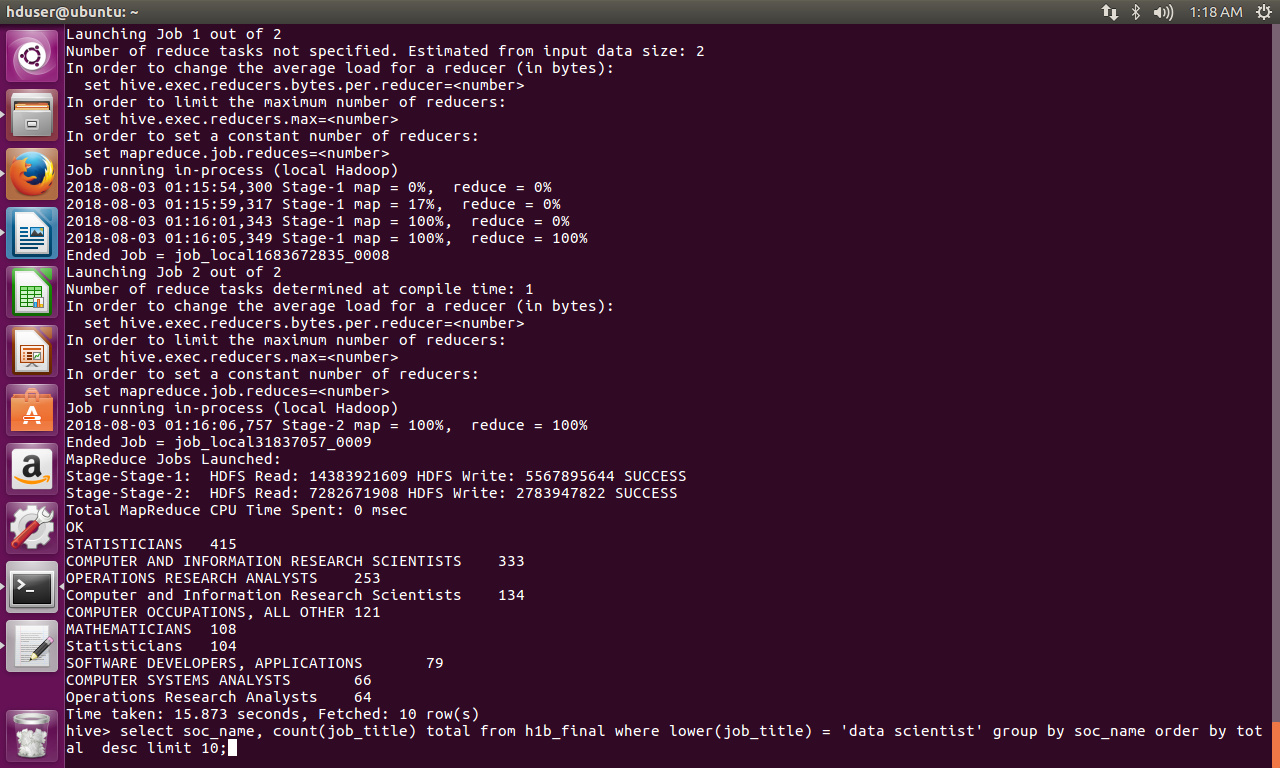 hduser@ubuntu: ~
1:18 AM
Launching Job 1 out of 2
Number of reduce tasks not specified. Estimated from input data size: 2
In order to change the average load for a reducer (in bytes):
  set hive.exec.reducers.bytes.per.reducer=<number>
In order to limit the maximum number of reducers:
  set hive.exec.reducers.max=<number>
In order to set a constant number of reducers:
  set mapreduce.job.reduces=<number>
Job running in-process (local Hadoop)
2018-08-03 01:15:54,300 Stage-1 map = 0%,  reduce = 0%
2018-08-03 01:15:59,317 Stage-1 map = 17%,  reduce = 0%
2018-08-03 01:16:01,343 Stage-1 map = 100%,  reduce = 0%
2018-08-03 01:16:05,349 Stage-1 map = 100%,  reduce = 100%
Ended Job = job_local1683672835_0008
Launching Job 2 out of 2
Number of reduce tasks determined at compile time: 1
In order to change the average load for a reducer (in bytes):
  set hive.exec.reducers.bytes.per.reducer=<number>
In order to limit the maximum number of reducers:
  set hive.exec.reducers.max=<number>
In order to set a constant number of reducers:
  set mapreduce.job.reduces=<number>
Job running in-process (local Hadoop)
2018-08-03 01:16:06,757 Stage-2 map = 100%,  reduce = 100%
Ended Job = job_local31837057_0009
MapReduce Jobs Launched:
Stage-Stage-1:  HDFS Read: 14383921609 HDFS Write: 5567895644 SUCCESS
Stage-Stage-2:  HDFS Read: 7282671908 HDFS Write: 2783947822 SUCCESS
Total MapReduce CPU Time Spent: 0 msec
OK
STATISTICIANS   415
COMPUTER AND INFORMATION RESEARCH SCIENTISTS    333
OPERATIONS RESEARCH ANALYSTS    253
Computer and Information Research Scientists    134
COMPUTER OCCUPATIONS, ALL OTHER 121
MATHEMATICIANS  108
Statisticians   104
SOFTWARE DEVELOPERS, APPLICATIONS       79
COMPUTER SYSTEMS ANALYSTS       66
Operations Research Analysts    64
Time taken: 15.873 seconds, Fetched: 10 row(s)
hive> select soc_name, count(job_title) total from h1b_final where lower(job_title) = 'data scientist' group by soc_name order by tot
al  desc limit 10;